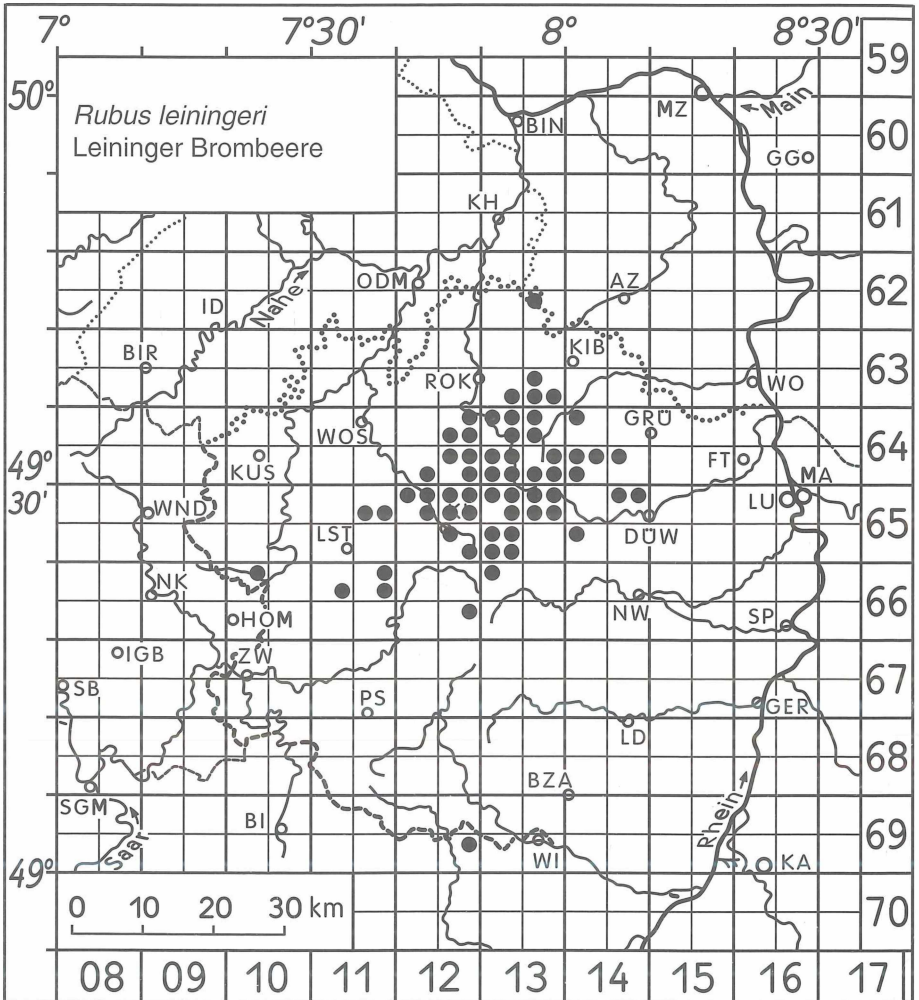 7° 7°30' 8° 8°30'
59
50°
Rubus leiningeri
Leininger Brombeere
MZ
Main
BIN
60
GG
KH
61
ODM
AZ
62
ID
Nahe
BIR
KIB
63
ROK
WO
WOS
GRÜ
64
49°
30'
KUS
FT
MA
LU
WND
65
DÜW
LST
NK
66
NW
SP
HOM
IGB
ZW
67
SB
PS
GER
LD
68
BZA
SGM
Rhein
BI
69
Saar
WI
KA
49°
0 10 20 30 km
70
08 09 10 11 12 13 14 15 16 17